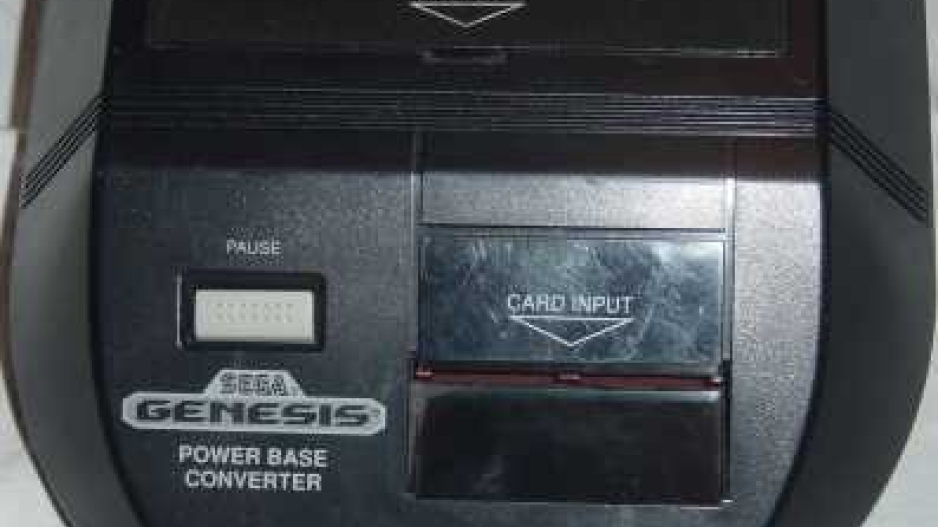 PAUSE
CARD INPUT
SEGA
GENESIS
POWER BASE
CONVERTER